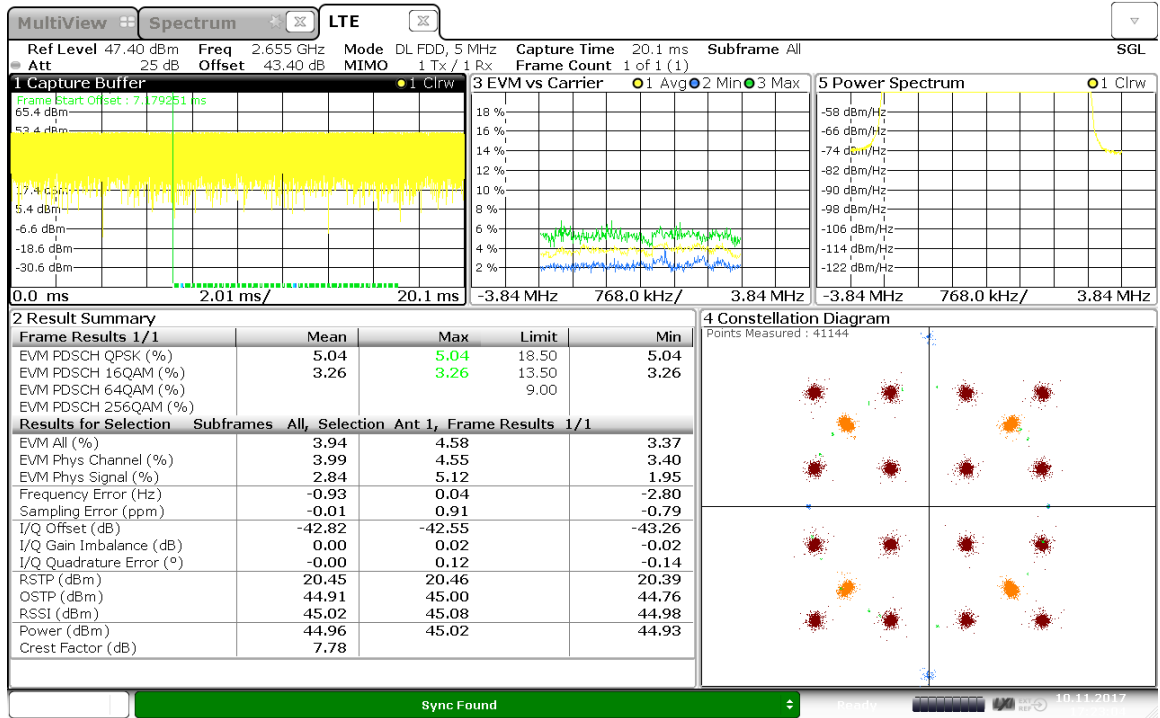 MultiView Spectrum LTE
Ref Level 47.40 dBm Freq 2.655 GHz Mode DL FDD, 5 MHz Capture Time 20.1 ms Subframe All SGL
Att 25 dB Offset 43.40 dB MIMO 1 Tx / 1 Rx Frame Count 1 of 1 (1)
1 Capture Buffer 1 Clrw
Frame Start Offset : 7.179251 ms
65.4 dBm
53.4 dBm
5.4 dBm
-6.6 dBm
-18.6 dBm
-30.6 dBm
0.0 ms 2.01 ms/ 20.1 ms
3 EVM vs Carrier 1 Avg 2 Min 3 Max
18 %
16 %
14 %
12 %
10 %
8 %
6 %
4 %
2 %
-3.84 MHz 768.0 kHz/ 3.84 MHz
5 Power Spectrum 1 Clrw
-58 dBm/Hz
-66 dBm/Hz
-74 dBm/Hz
-82 dBm/Hz
-90 dBm/Hz
-98 dBm/Hz
-106 dBm/Hz
-114 dBm/Hz
-122 dBm/Hz
-3.84 MHz 768.0 kHz/ 3.84 MHz
2 Result Summary
Frame Results 1/1 Mean Max Limit Min
EVM PDSCH QPSK (%) 5.04 5.04 18.50 5.04
EVM PDSCH 16QAM (%) 3.26 3.26 13.50 3.26
EVM PDSCH 64QAM (%) 9.00
EVM PDSCH 256QAM (%)
Results for Selection Subframes All, Selection Ant 1, Frame Results 1/1
EVM All (%) 3.94 4.58 3.37
EVM Phys Channel (%) 3.99 4.55 3.40
EVM Phys Signal (%) 2.84 5.12 1.95
Frequency Error (Hz) -0.93 0.04 -2.80
Sampling Error (ppm) -0.01 0.91 -0.79
I/Q Offset (dB) -42.82 -42.55 -43.26
I/Q Gain Imbalance (dB) 0.00 0.02 -0.02
I/Q Quadrature Error (°) -0.00 0.12 -0.14
RSTP (dBm) 20.45 20.46 20.39
OSTP (dBm) 44.91 45.00 44.76
RSSI (dBm) 45.02 45.08 44.98
Power (dBm) 44.96 45.02 44.93
Crest Factor (dB) 7.78
4 Constellation Diagram
Points Measured : 41144
Sync Found
Ready
10.11.2017